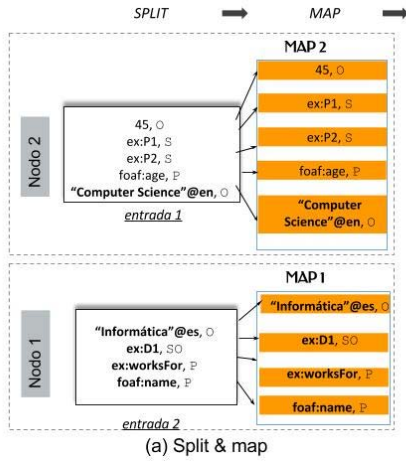 SPLIT
MAP
MAP 2
Nodo 2
45, O
ex:P1, S
ex:P2, S
foaf:age, P
"Computer Science"@en, O
entrada 1
45, O
ex:P1, S
ex:P2, S
foaf:age, P
"Computer
Science"@en, O
MAP 1
Nodo 1
"Informática"@es, O
ex:D1, SO
ex:worksFor, P
foaf:name, P
entrada 2
"Informática"@es, O
ex:D1, SO
ex:worksFor, P
foaf:name, P
(a) Split & map